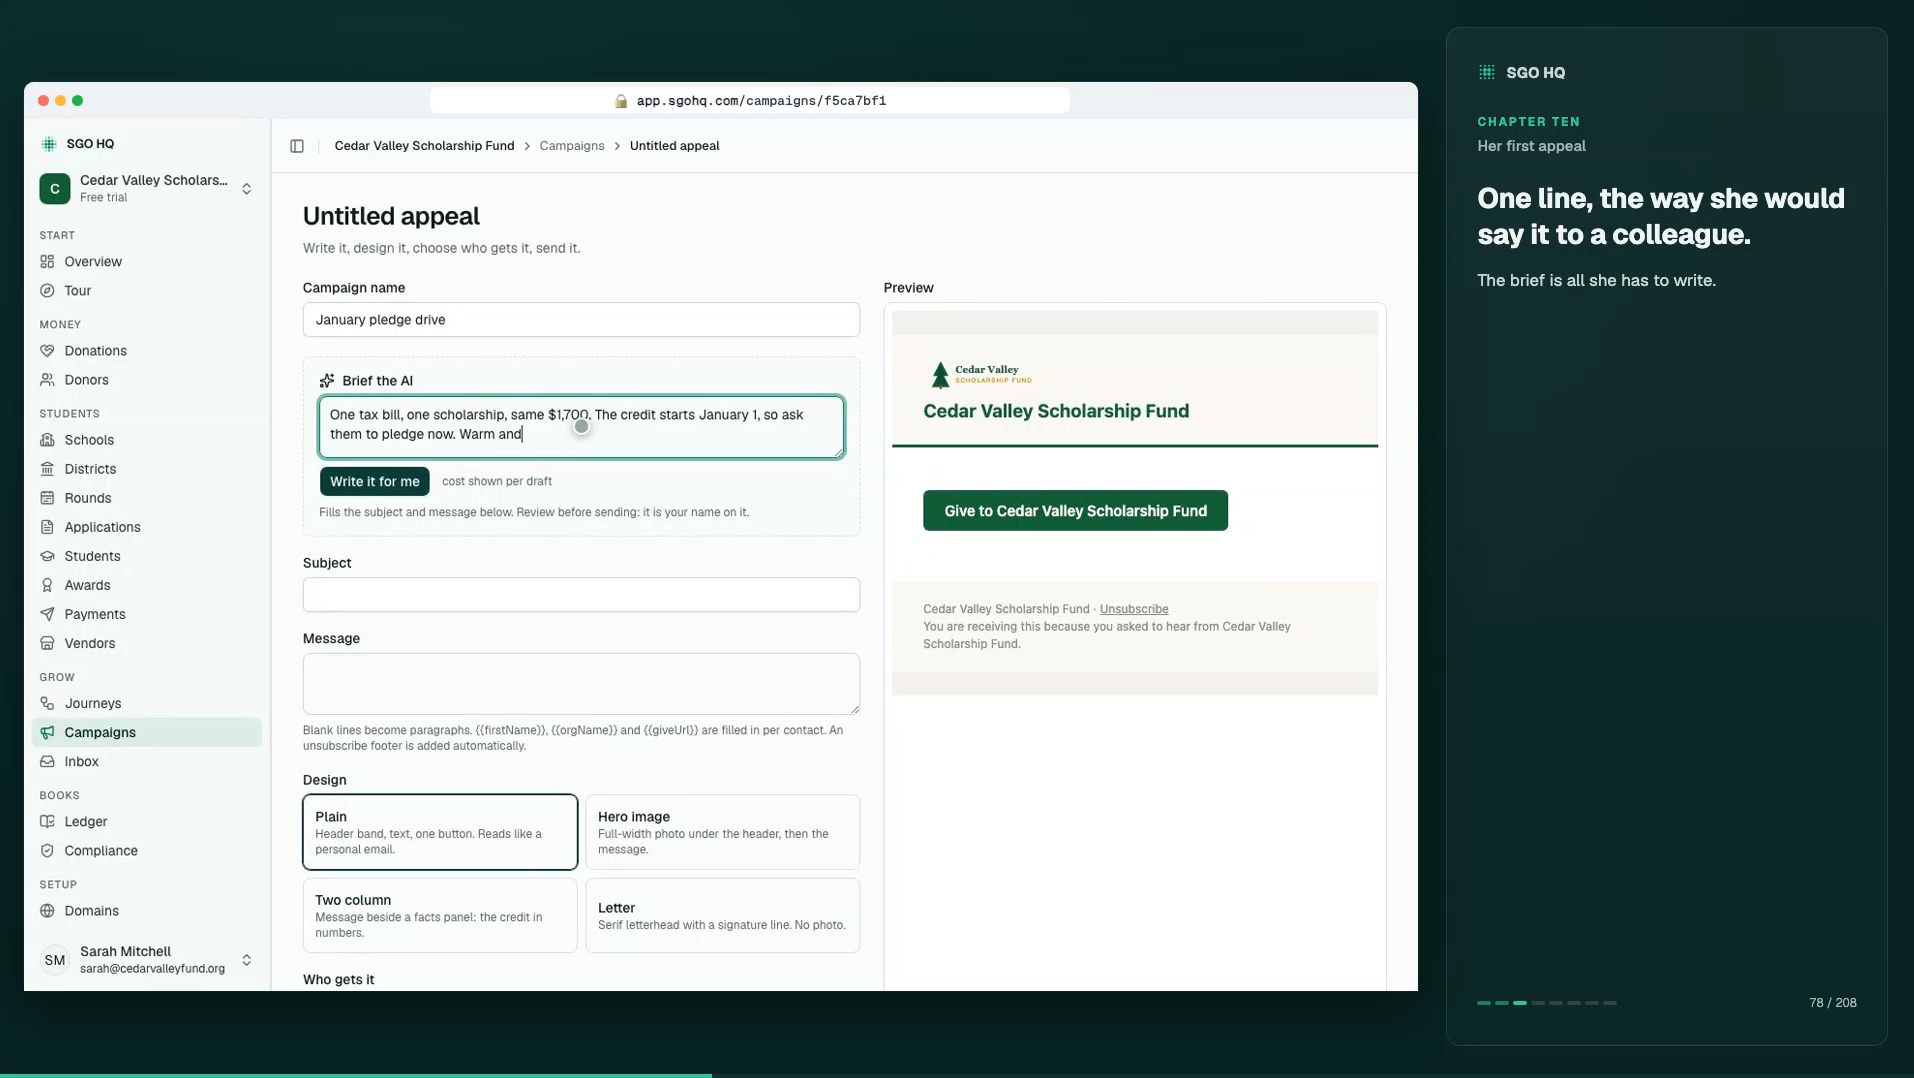 app.sgohq.com/campaigns/f5ca7bf1
SGO HQ
C
Cedar Valley Scholars...
Free trial
START
Overview
Tour
MONEY
Donations
Donors
STUDENTS
Schools
Districts
Rounds
Applications
Students
Awards
Payments
Vendors
GROW
Journeys
Campaigns
Inbox
BOOKS
Ledger
Compliance
SETUP
Domains
SM
Sarah Mitchell
sarah@cedarvalleyfund.org
Cedar Valley Scholarship Fund > Campaigns > Untitled appeal
Untitled appeal
Write it, design it, choose who gets it, send it.
Campaign name
January pledge drive
Brief the AI
One tax bill, one scholarship, same $1,700. The credit starts January 1, so ask
them to pledge now. Warm and
Write it for me
cost shown per draft
Fills the subject and message below. Review before sending: it is your name on it.
Subject
Message
Blank lines become paragraphs. {{firstName}}, {{orgName}} and {{giveUrl}} are filled in per contact. An
unsubscribe footer is added automatically.
Design
Plain
Header band, text, one button. Reads like a
personal email.
Hero image
Full-width photo under the header, then the
message.
Two column
Message beside a facts panel: the credit in
numbers.
Letter
Serif letterhead with a signature line. No photo.
Who gets it
Preview
Cedar Valley
SCHOLARSHIP FUND
Cedar Valley Scholarship Fund
Give to Cedar Valley Scholarship Fund
Cedar Valley Scholarship Fund · Unsubscribe
You are receiving this because you asked to hear from Cedar Valley
Scholarship Fund.
SGO HQ
CHAPTER TEN
Her first appeal
One line, the way she would
say it to a colleague.
The brief is all she has to write.
78 / 208